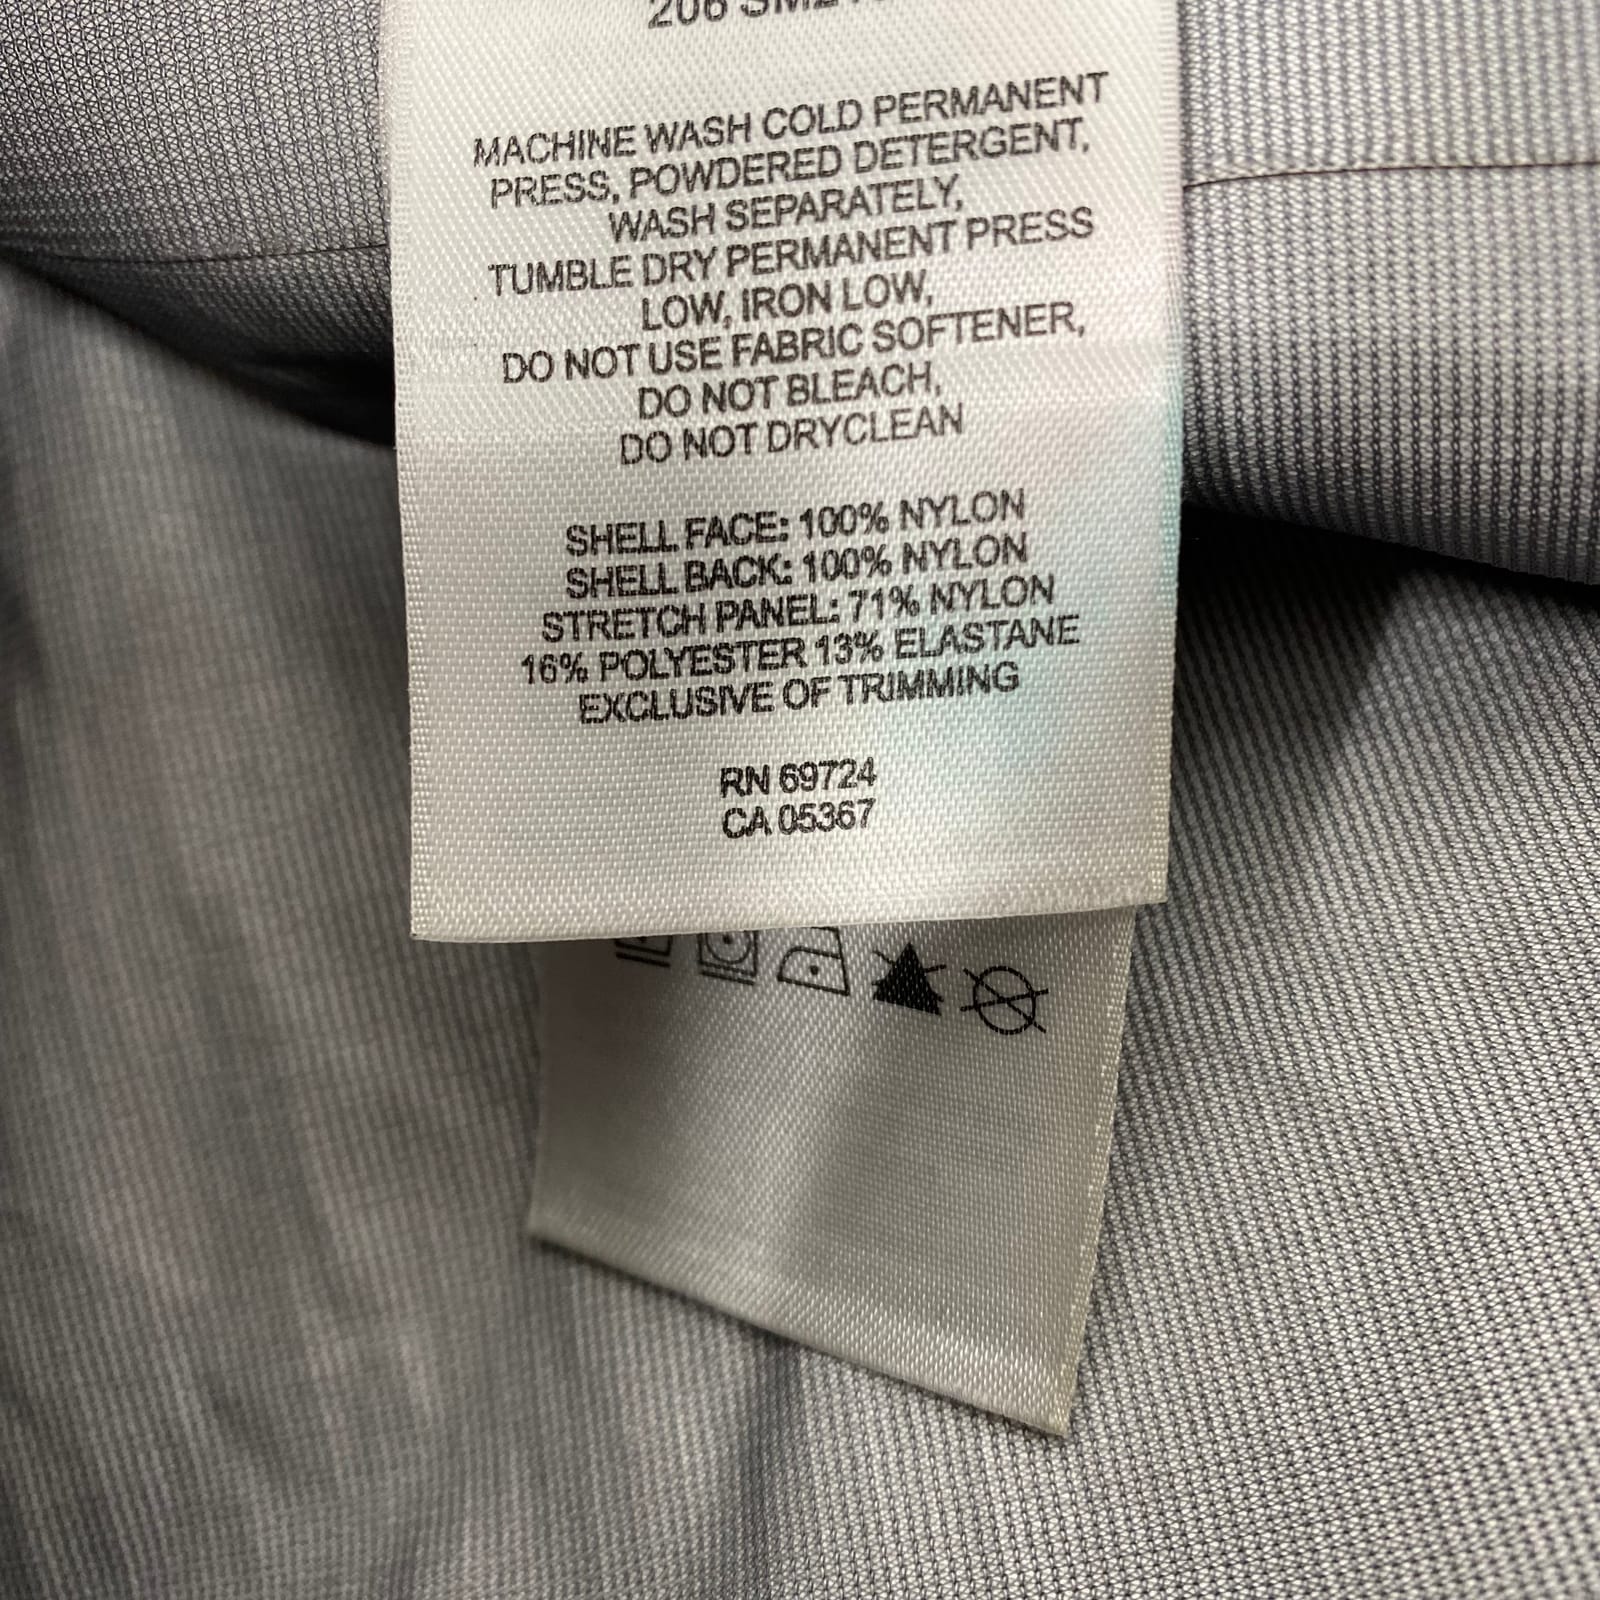 206
MACHINE WASH COLD PERMANENT
PRESS, POWDERED DETERGENT,
WASH SEPARATELY,
TUMBLE DRY PERMANENT PRESS
LOW, IRON LOW,
DO NOT USE FABRIC SOFTENER,
DO NOT BLEACH,
DO NOT DRYCLEAN
SHELL FACE: 100% NYLON
SHELL BACK: 100% NYLON
STRETCH PANEL: 71% NYLON
16% POLYESTER 13% ELASTANE
EXCLUSIVE OF TRIMMING
RN 69724
CA 05367